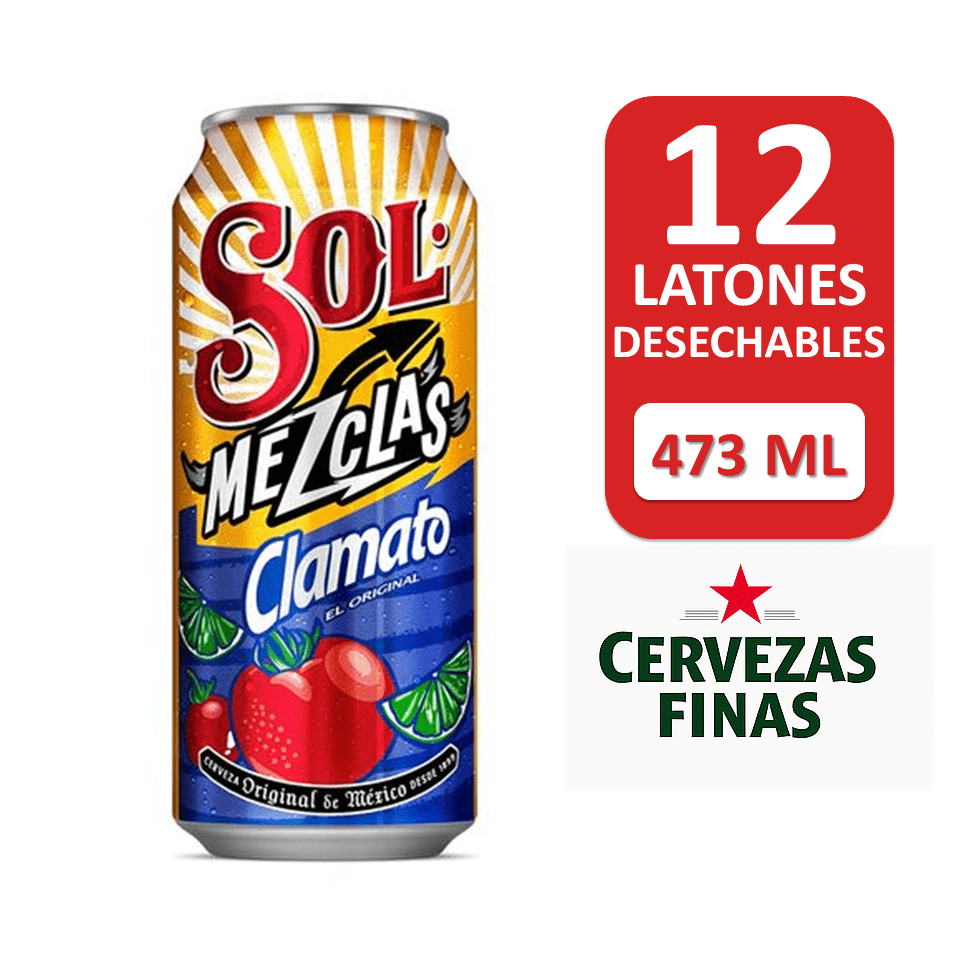 SOL
MEZCLAS
Clamato
EL ORIGINAL
CERVEZA Original de México DESDE 1899
12
LATONES
DESECHABLES
473 ML
CERVEZAS
FINAS